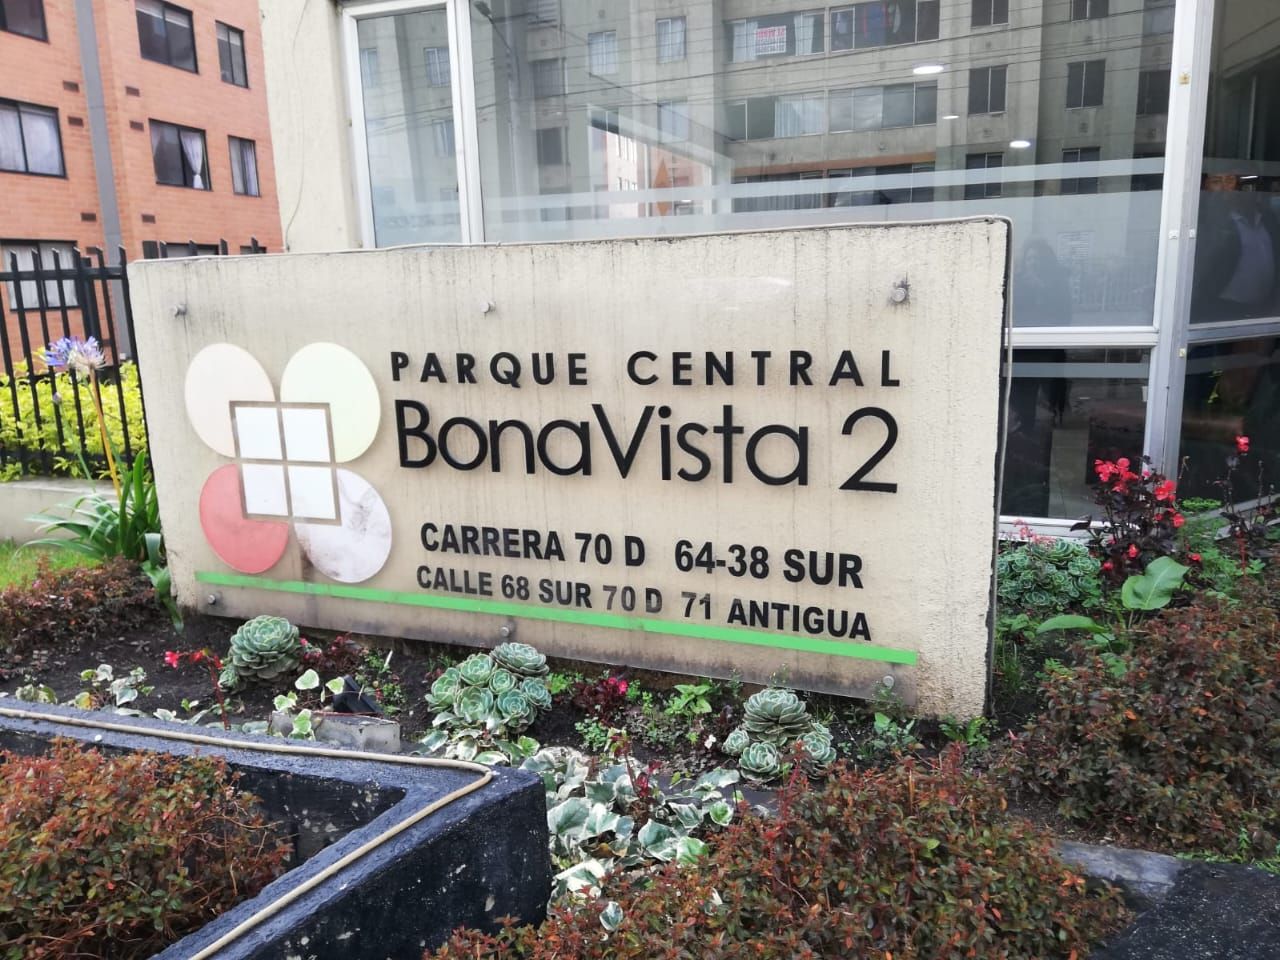 PARQUE CENTRAL
BonaVista 2
CARRERA 70 D 64-38 SUR
CALLE 68 SUR 70 D 71 ANTIGUA